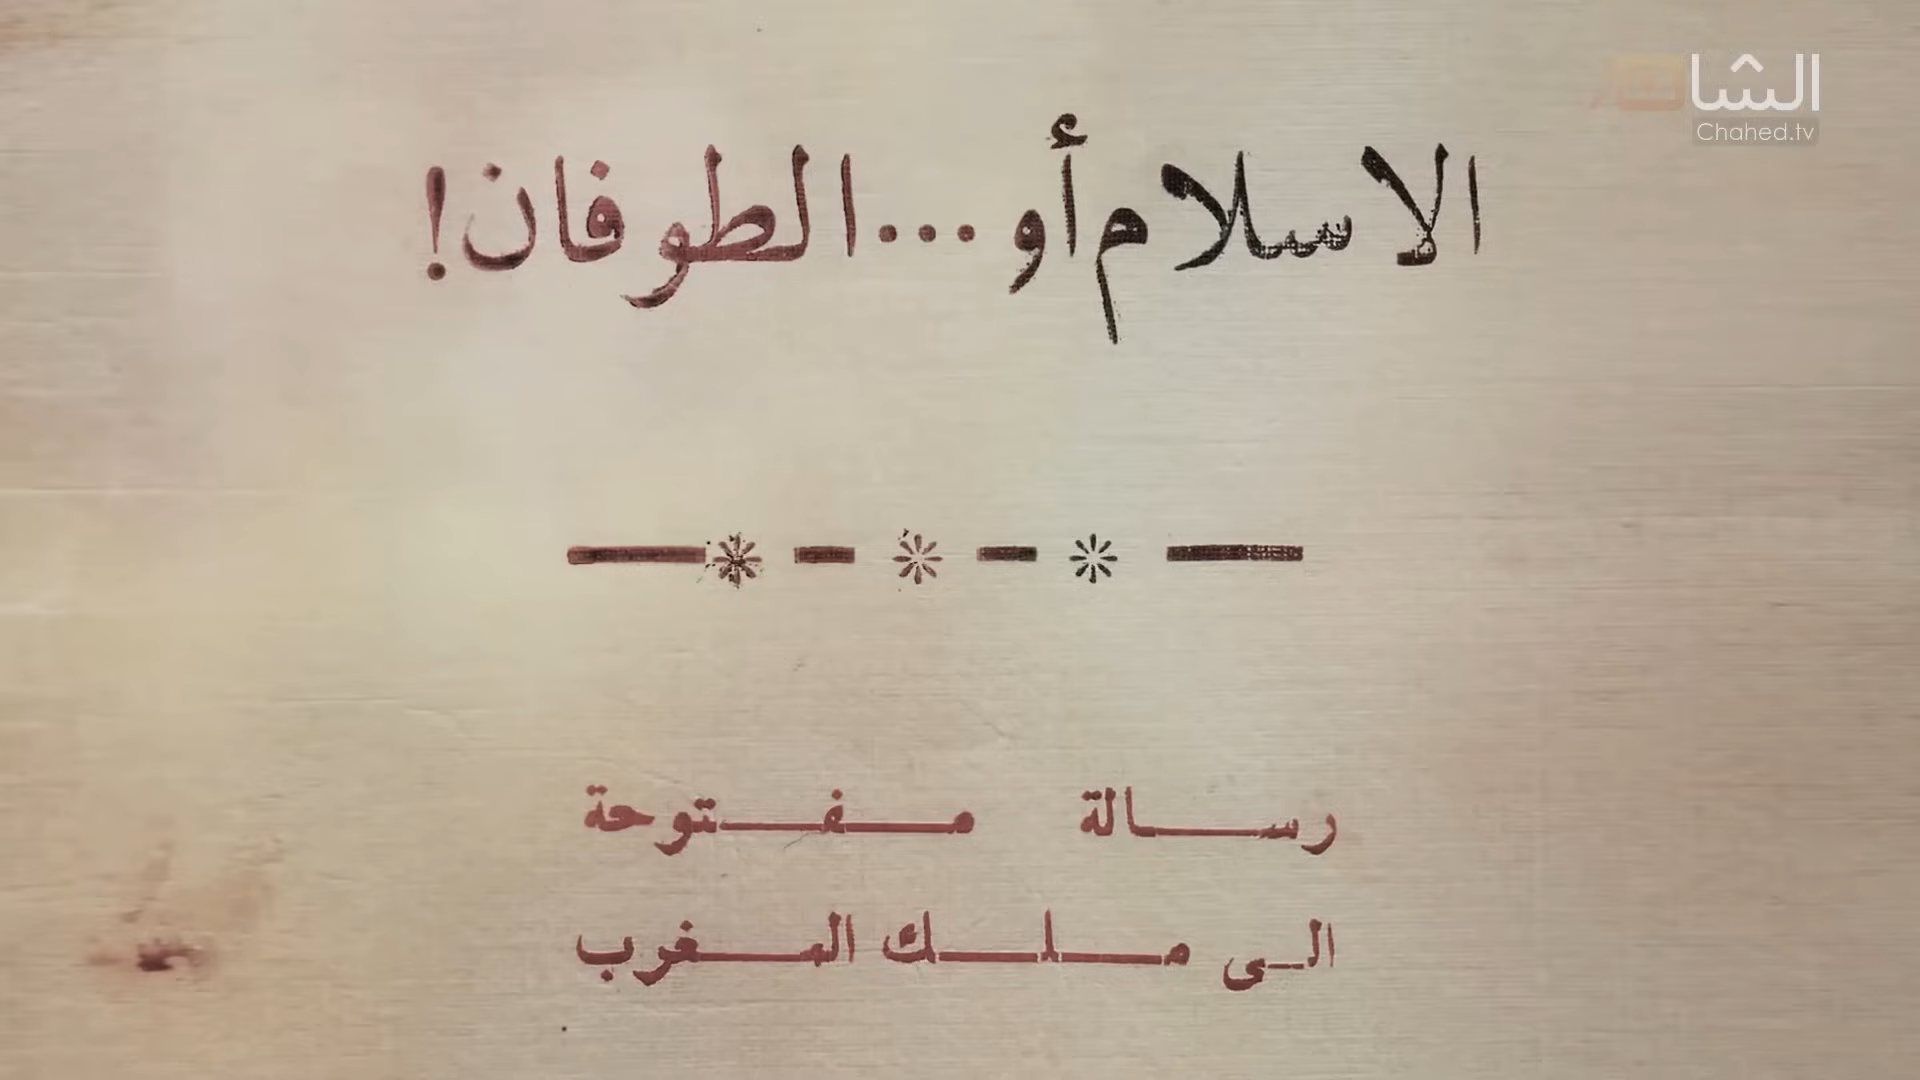 الشاهد
Chahed.tv
الاسلام أو...الطوفان!
رسالة مفتوحة
الى ملك المغرب